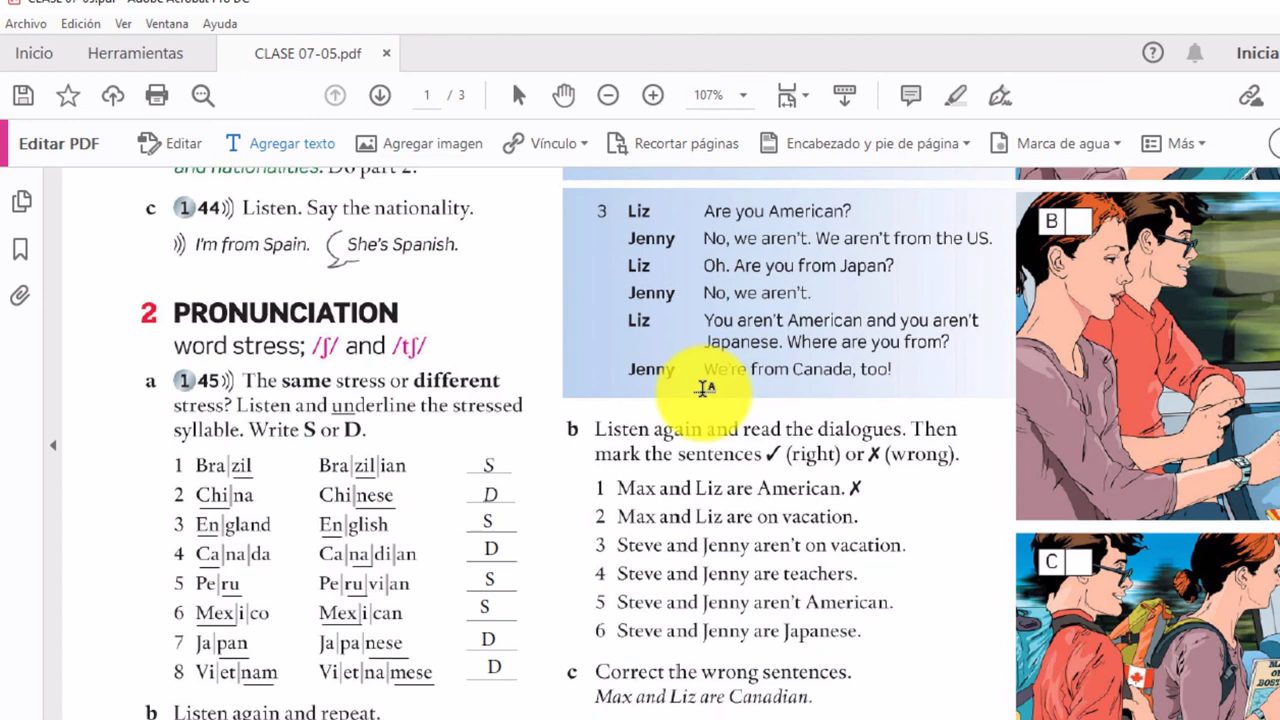 Archivo Edición Ver Ventana Ayuda
Inicio Herramientas CLASE 07-05.pdf × ? Inicia
1 / 3 107%
Editar PDF Editar Agregar texto Agregar imagen Vínculo Recortar páginas Encabezado y pie de página Marca de agua Más
and nationalities. Do part 2.
c 1 44 Listen. Say the nationality.
I'm from Spain. She's Spanish.
2 PRONUNCIATION
word stress; /ʃ/ and /tʃ/
a 1 45 The same stress or different
stress? Listen and underline the stressed
syllable. Write S or D.
1 Bra|zil Bra|zil|ian S
2 Chi|na Chi|nese D
3 En|gland En|glish S
4 Ca|na|da Ca|na|di|an D
5 Pe|ru Pe|ru|vi|an S
6 Mex|i|co Mex|i|can S
7 Ja|pan Ja|pa|nese D
8 Vi|et|nam Vi|et|na|mese D
b Listen again and repeat.
3 Liz Are you American?
Jenny No, we aren't. We aren't from the US.
Liz Oh. Are you from Japan?
Jenny No, we aren't.
Liz You aren't American and you aren't
Japanese. Where are you from?
Jenny We're from Canada, too!
b Listen again and read the dialogues. Then
mark the sentences ✓ (right) or ✗ (wrong).
1 Max and Liz are American. ✗
2 Max and Liz are on vacation.
3 Steve and Jenny aren't on vacation.
4 Steve and Jenny are teachers.
5 Steve and Jenny aren't American.
6 Steve and Jenny are Japanese.
c Correct the wrong sentences.
Max and Liz are Canadian.
B
C